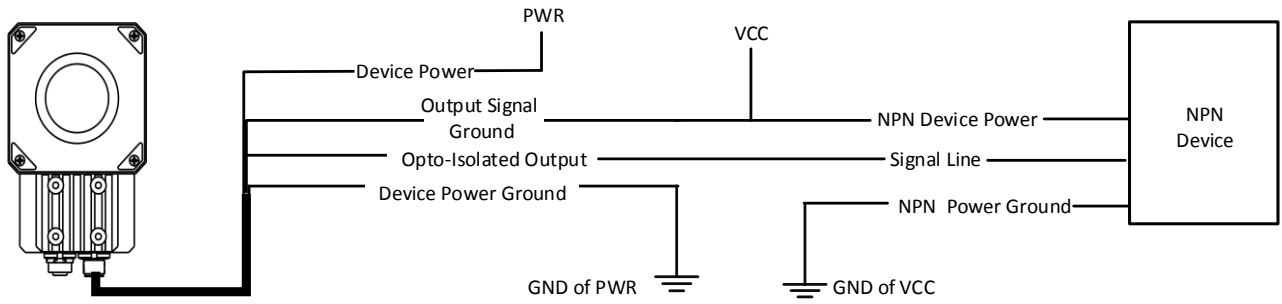 PWR
VCC
Device Power
Output Signal
Ground
NPN Device Power
NPN
Device
Opto-Isolated Output
Signal Line
Device Power Ground
NPN Power Ground
GND of PWR
GND of VCC